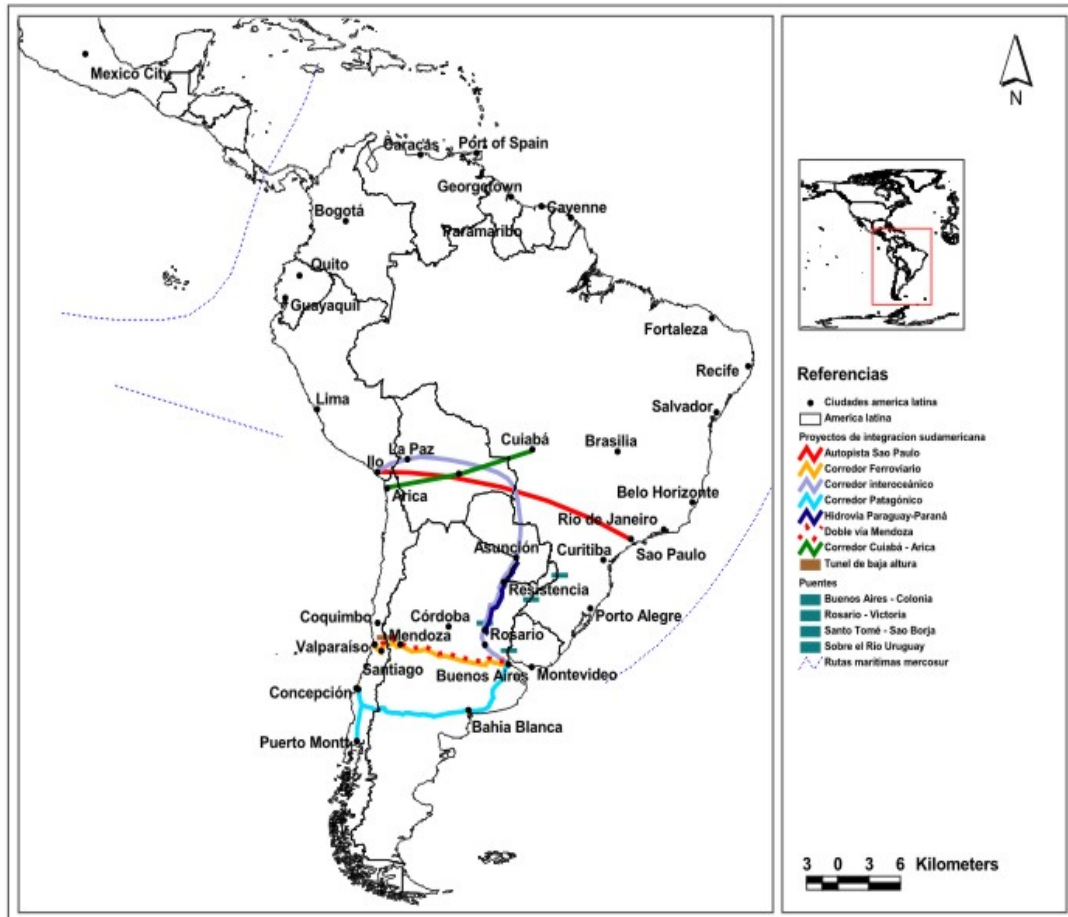 Mexico City
Caracas
Port of Spain
Georgetown
Cayenne
Bogotá
Paramaribo
Quito
Guayaquil
Fortaleza
Recife
Lima
Salvador
La Paz
Cuiabá
Brasilia
Ilo
Arica
Belo Horizonte
Rio de Janeiro
Asunción
Curitiba
Sao Paulo
Resistencia
Coquimbo
Córdoba
Porto Alegre
Mendoza
Rosario
Valparaíso
Santiago
Buenos Aires
Montevideo
Concepción
Bahia Blanca
Puerto Montt
N
Referencias
Ciudades america latina
America latina
Proyectos de integracion sudamericana
Autopista Sao Paulo
Corredor Ferroviario
Corredor interoceánico
Corredor Patagónico
Hidrovía Paraguay-Paraná
Doble vía Mendoza
Corredor Cuiabá - Arica
Tunel de baja altura
Puentes
Buenos Aires - Colonia
Rosario - Victoria
Santo Tomé - Sao Borja
Sobre el Rio Uruguay
Rutas marítimas mercosur
3 0 3 6 Kilometers